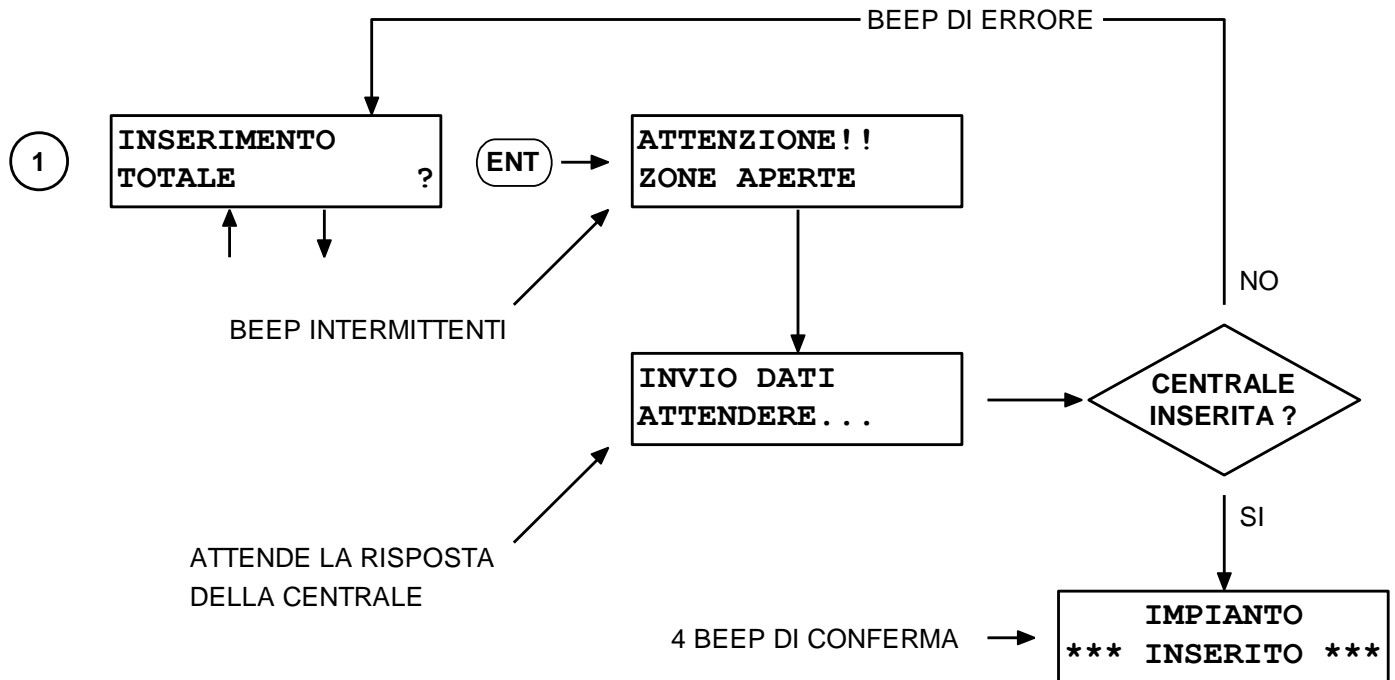 BEEP DI ERRORE
1
INSERIMENTO
TOTALE ?
ENT
ATTENZIONE!!
ZONE APERTE
NO
BEEP INTERMITTENTI
INVIO DATI
ATTENDERE...
CENTRALE
INSERITA ?
SI
ATTENDE LA RISPOSTA
DELLA CENTRALE
4 BEEP DI CONFERMA
IMPIANTO
*** INSERITO ***